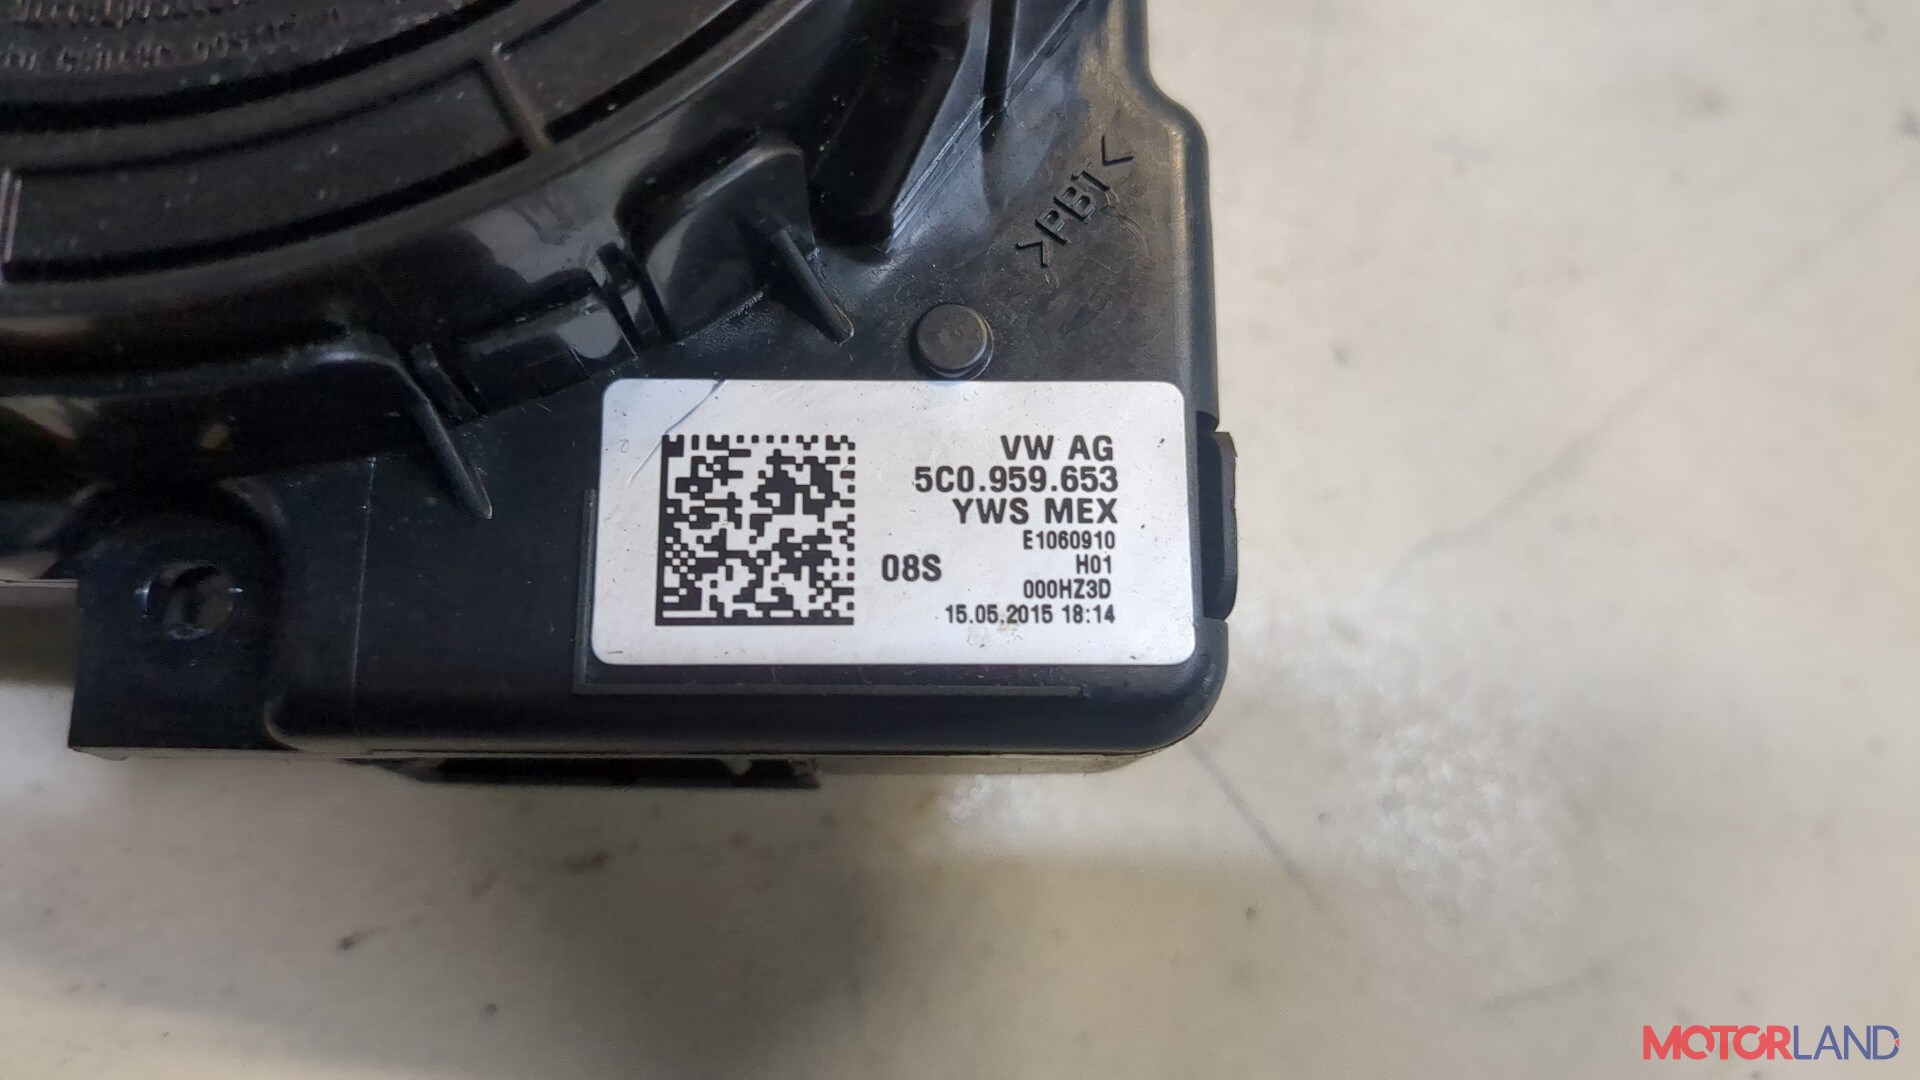 >PBT<
VW AG
5C0.959.653
YWS MEX
E1060910
08S
H01
000HZ3D
15.05.2015 18:14
MOTORLAND